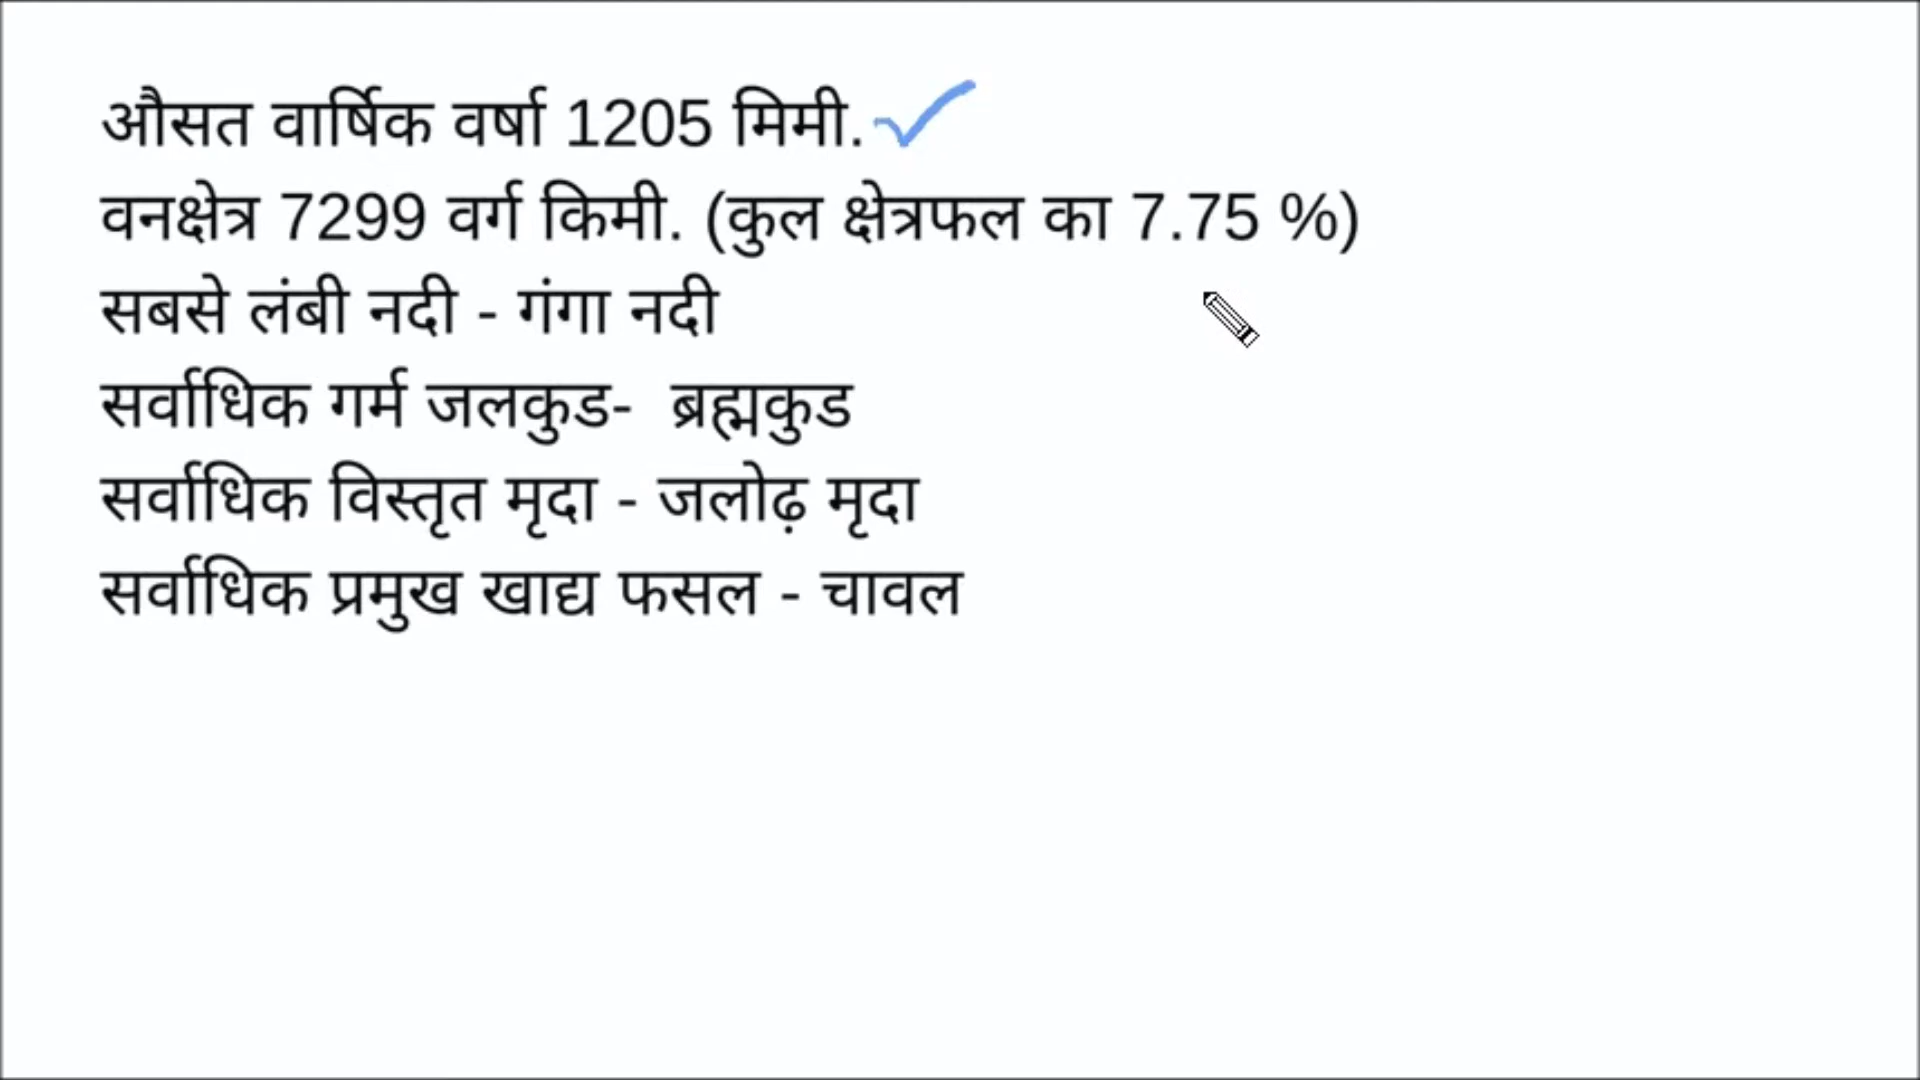 औसत वार्षिक वर्षा 1205 मिमी.
वनक्षेत्र 7299 वर्ग किमी. (कुल क्षेत्रफल का 7.75 %)
सबसे लंबी नदी - गंगा नदी
सर्वाधिक गर्म जलकुड- ब्रह्मकुड
सर्वाधिक विस्तृत मृदा - जलोढ़ मृदा
सर्वाधिक प्रमुख खाद्य फसल - चावल